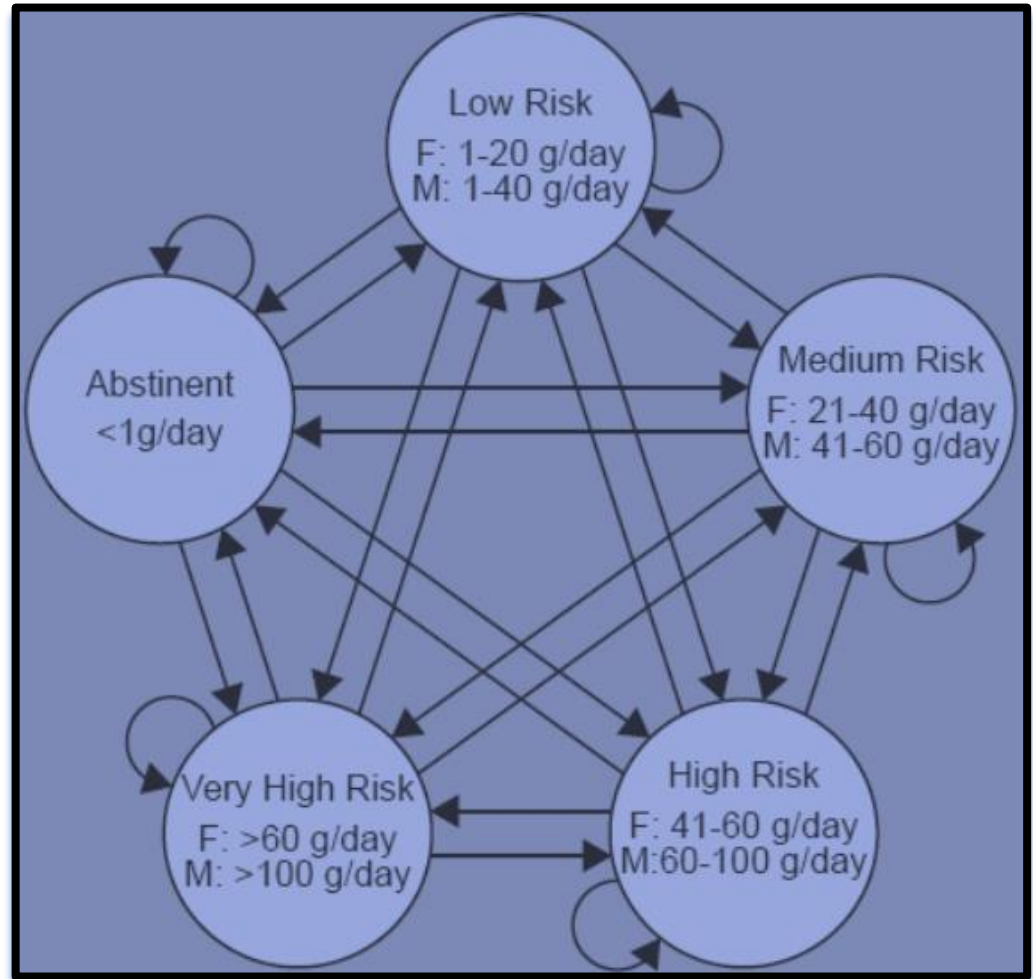 Low Risk
F: 1-20 g/day
M: 1-40 g/day
Abstinent
<1g/day
Medium Risk
F: 21-40 g/day
M: 41-60 g/day
Very High Risk
F: >60 g/day
M: >100 g/day
High Risk
F: 41-60 g/day
M:60-100 g/day